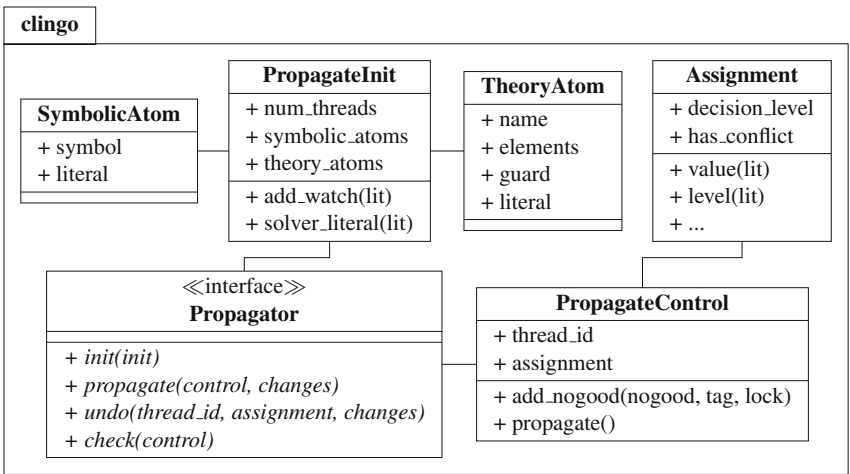 clingo
SymbolicAtom
+ symbol
+ literal
PropagateInit
+ num_threads
+ symbolic_atoms
+ theory_atoms
+ add_watch(lit)
+ solver_literal(lit)
TheoryAtom
+ name
+ elements
+ guard
+ literal
Assignment
+ decision_level
+ has_conflict
+ value(lit)
+ level(lit)
+ ...
≪interface≫
Propagator
+ init(init)
+ propagate(control, changes)
+ undo(thread_id, assignment, changes)
+ check(control)
PropagateControl
+ thread_id
+ assignment
+ add_nogood(nogood, tag, lock)
+ propagate()